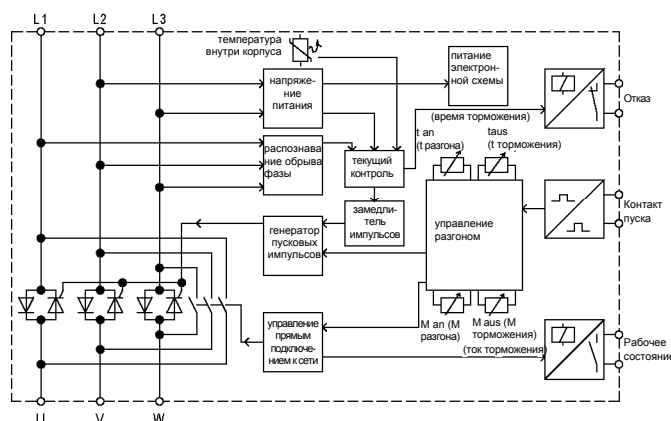 L1 L2 L3
температура
внутри корпуса
напряже-
ние
питания
питание
электрон-
ной схемы
Отказ
(время торможения)
t an
(t разгона)
taus
(t торможения)
распознава
ание обрыва
фазы
текущий
контроль
замедли-
тель
импульсов
генератор
пусковых
импульсов
управление
разгоном
Контакт
пуска
M an (M
разгона)
M aus (M
торможения)
(ток торможения)
управление
прямым
подключе-
нием к сети
Рабочее
состояние
U V W